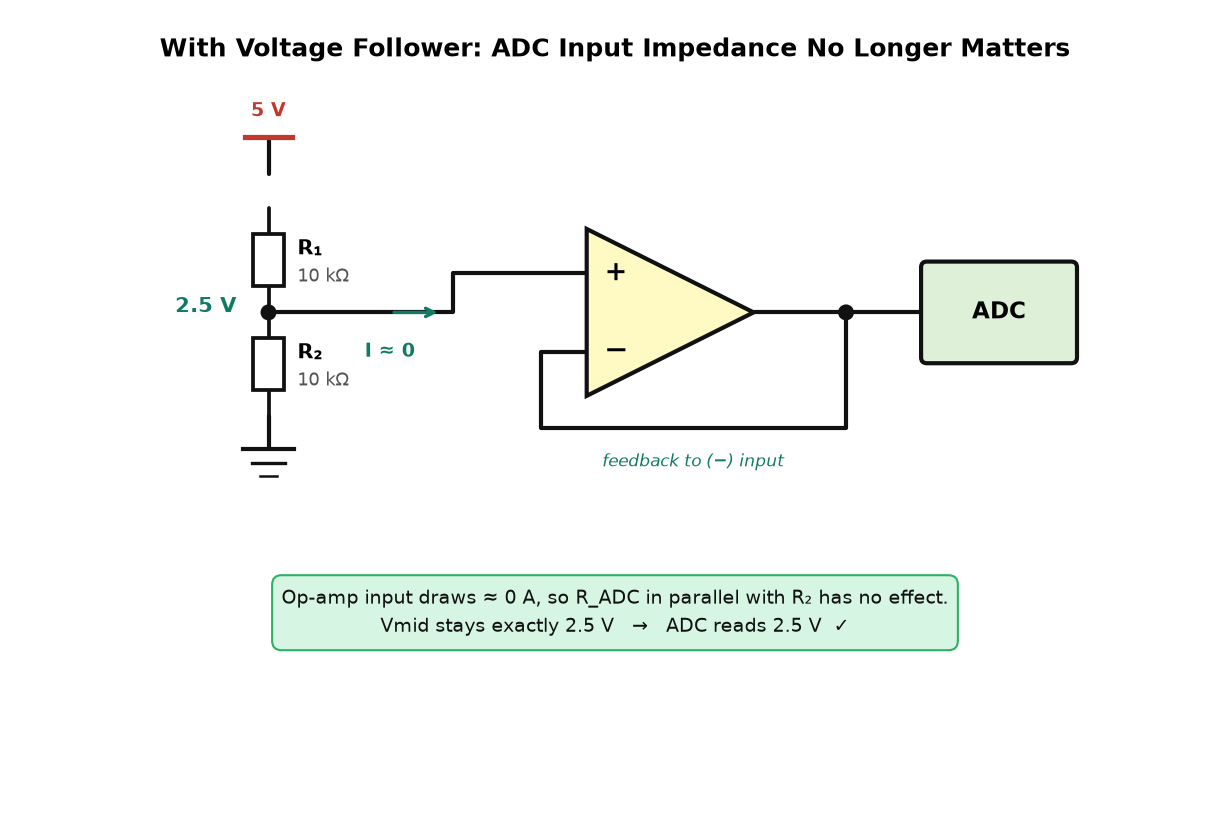 With Voltage Follower: ADC Input Impedance No Longer Matters
5 V
R₁
10 kΩ
2.5 V
R₂
10 kΩ
I ≈ 0
+
−
ADC
feedback to (−) input
Op-amp input draws ≈ 0 A, so R_ADC in parallel with R₂ has no effect.
Vmid stays exactly 2.5 V → ADC reads 2.5 V ✓